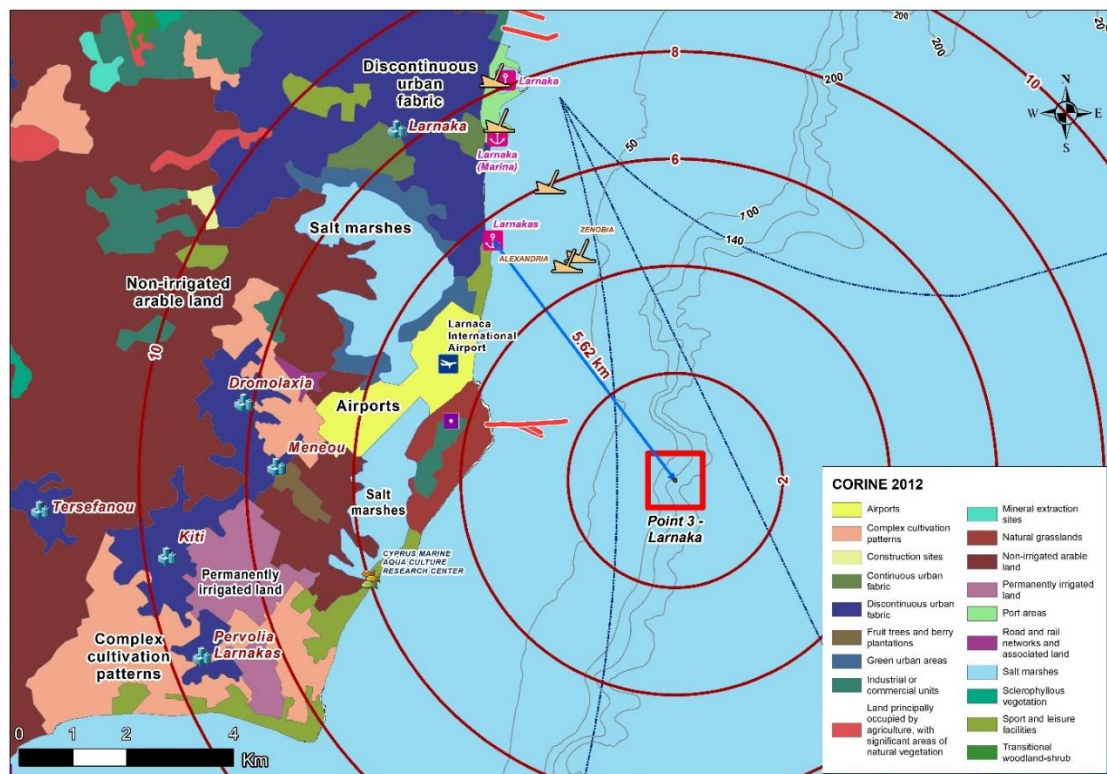 200
200
20
8
10
N
W E
S
Discontinuous
urban
fabric
Larnaka
200
Larnaka
Larnaka
(Marina)
50
6
Salt marshes
Larnakas
ZENOBIA
ALEXANDRIA
700
140
Non-irrigated
arable land
10
Larnaca
International
Airport
5.62 km
Dromolaxia
Airports
Meneou
2
Tersefanou
Salt
marshes
Point 3 -
Larnaka
Kiti
CYPRUS MARINE
AQUA CULTURE
RESEARCH CENTER
Permanently
irrigated land
Complex
cultivation
patterns
Pervolia
Larnakas
0 2 4
Km
CORINE 2012
Airports
Complex cultivation
patterns
Construction sites
Continuous urban
fabric
Discontinuous urban
fabric
Fruit trees and berry
plantations
Green urban areas
Industrial or
commercial units
Land principally
occupied by
agriculture, with
significant areas of
natural vegetation
Mineral extraction
sites
Natural grasslands
Non-irrigated arable
land
Permanently irrigated
land
Port areas
Road and rail
networks and
associated land
Salt marshes
Sclerophyllous
vegetation
Sport and leisure
facilities
Transitional
woodland-shrub